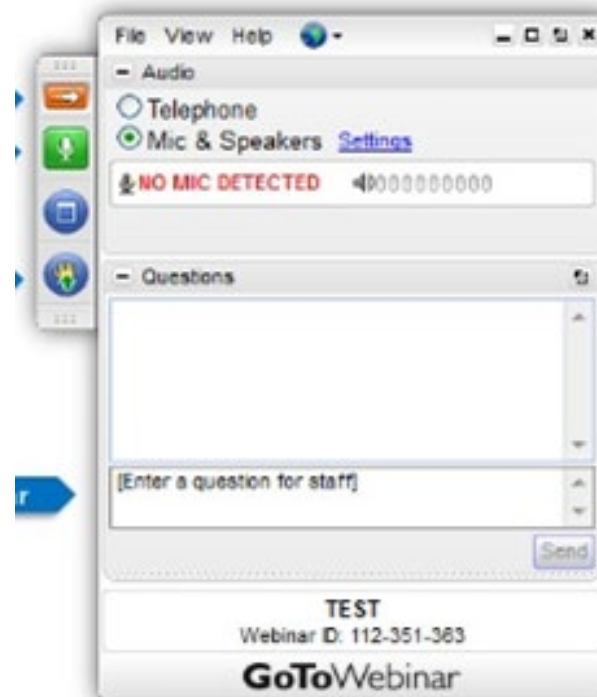 File View Help
Audio
Telephone
Mic & Speakers Settings
NO MIC DETECTED
Questions
[Enter a question for staff]
Send
TEST
Webinar ID: 112-351-363
GoToWebinar